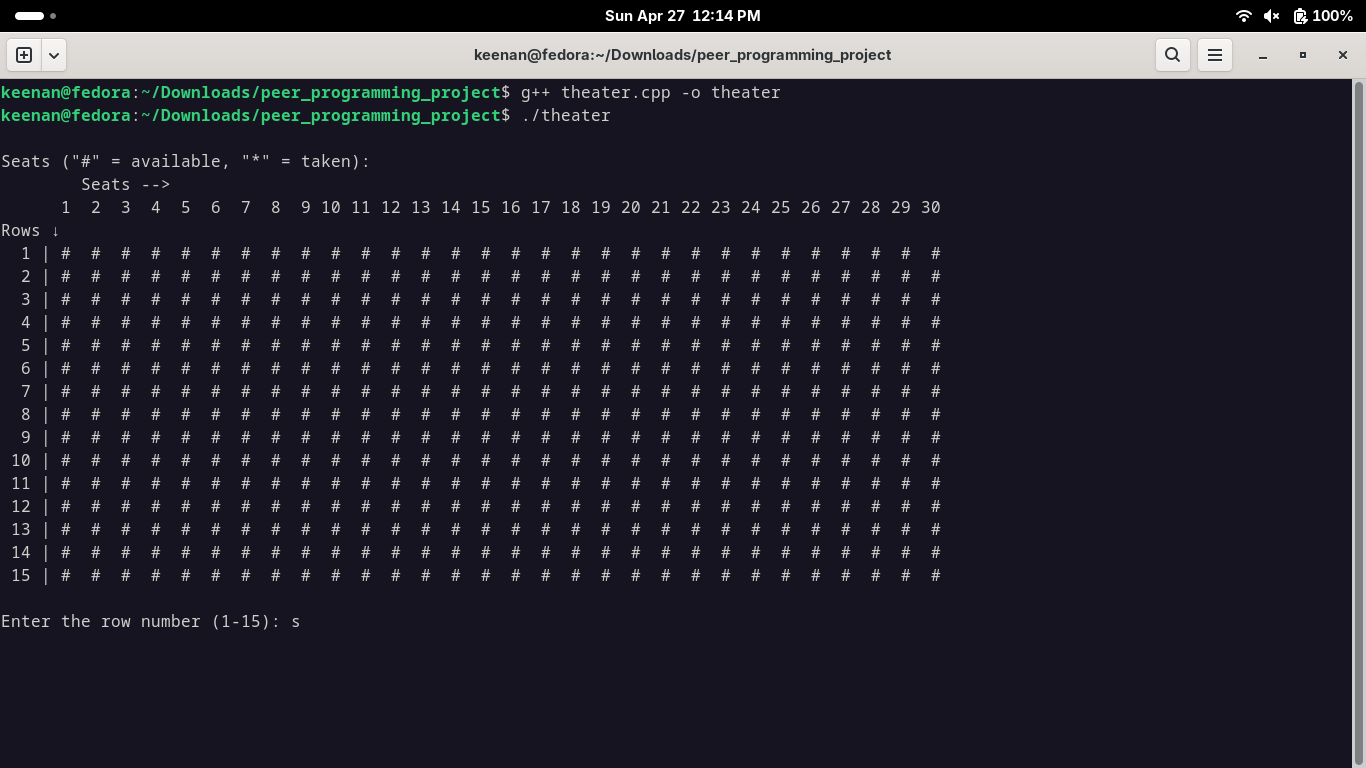 Sun Apr 27 12:14 PM
100%
keenan@fedora:~/Downloads/peer_programming_project
keenan@fedora:~/Downloads/peer_programming_project$ g++ theater.cpp -o theater
keenan@fedora:~/Downloads/peer_programming_project$ ./theater
Seats ("#" = available, "*" = taken):
        Seats -->
      1  2  3  4  5  6  7  8  9 10 11 12 13 14 15 16 17 18 19 20 21 22 23 24 25 26 27 28 29 30
Rows ↓
  1 | #  #  #  #  #  #  #  #  #  #  #  #  #  #  #  #  #  #  #  #  #  #  #  #  #  #  #  #  #  #
  2 | #  #  #  #  #  #  #  #  #  #  #  #  #  #  #  #  #  #  #  #  #  #  #  #  #  #  #  #  #  #
  3 | #  #  #  #  #  #  #  #  #  #  #  #  #  #  #  #  #  #  #  #  #  #  #  #  #  #  #  #  #  #
  4 | #  #  #  #  #  #  #  #  #  #  #  #  #  #  #  #  #  #  #  #  #  #  #  #  #  #  #  #  #  #
  5 | #  #  #  #  #  #  #  #  #  #  #  #  #  #  #  #  #  #  #  #  #  #  #  #  #  #  #  #  #  #
  6 | #  #  #  #  #  #  #  #  #  #  #  #  #  #  #  #  #  #  #  #  #  #  #  #  #  #  #  #  #  #
  7 | #  #  #  #  #  #  #  #  #  #  #  #  #  #  #  #  #  #  #  #  #  #  #  #  #  #  #  #  #  #
  8 | #  #  #  #  #  #  #  #  #  #  #  #  #  #  #  #  #  #  #  #  #  #  #  #  #  #  #  #  #  #
  9 | #  #  #  #  #  #  #  #  #  #  #  #  #  #  #  #  #  #  #  #  #  #  #  #  #  #  #  #  #  #
 10 | #  #  #  #  #  #  #  #  #  #  #  #  #  #  #  #  #  #  #  #  #  #  #  #  #  #  #  #  #  #
 11 | #  #  #  #  #  #  #  #  #  #  #  #  #  #  #  #  #  #  #  #  #  #  #  #  #  #  #  #  #  #
 12 | #  #  #  #  #  #  #  #  #  #  #  #  #  #  #  #  #  #  #  #  #  #  #  #  #  #  #  #  #  #
 13 | #  #  #  #  #  #  #  #  #  #  #  #  #  #  #  #  #  #  #  #  #  #  #  #  #  #  #  #  #  #
 14 | #  #  #  #  #  #  #  #  #  #  #  #  #  #  #  #  #  #  #  #  #  #  #  #  #  #  #  #  #  #
 15 | #  #  #  #  #  #  #  #  #  #  #  #  #  #  #  #  #  #  #  #  #  #  #  #  #  #  #  #  #  #
Enter the row number (1-15): s